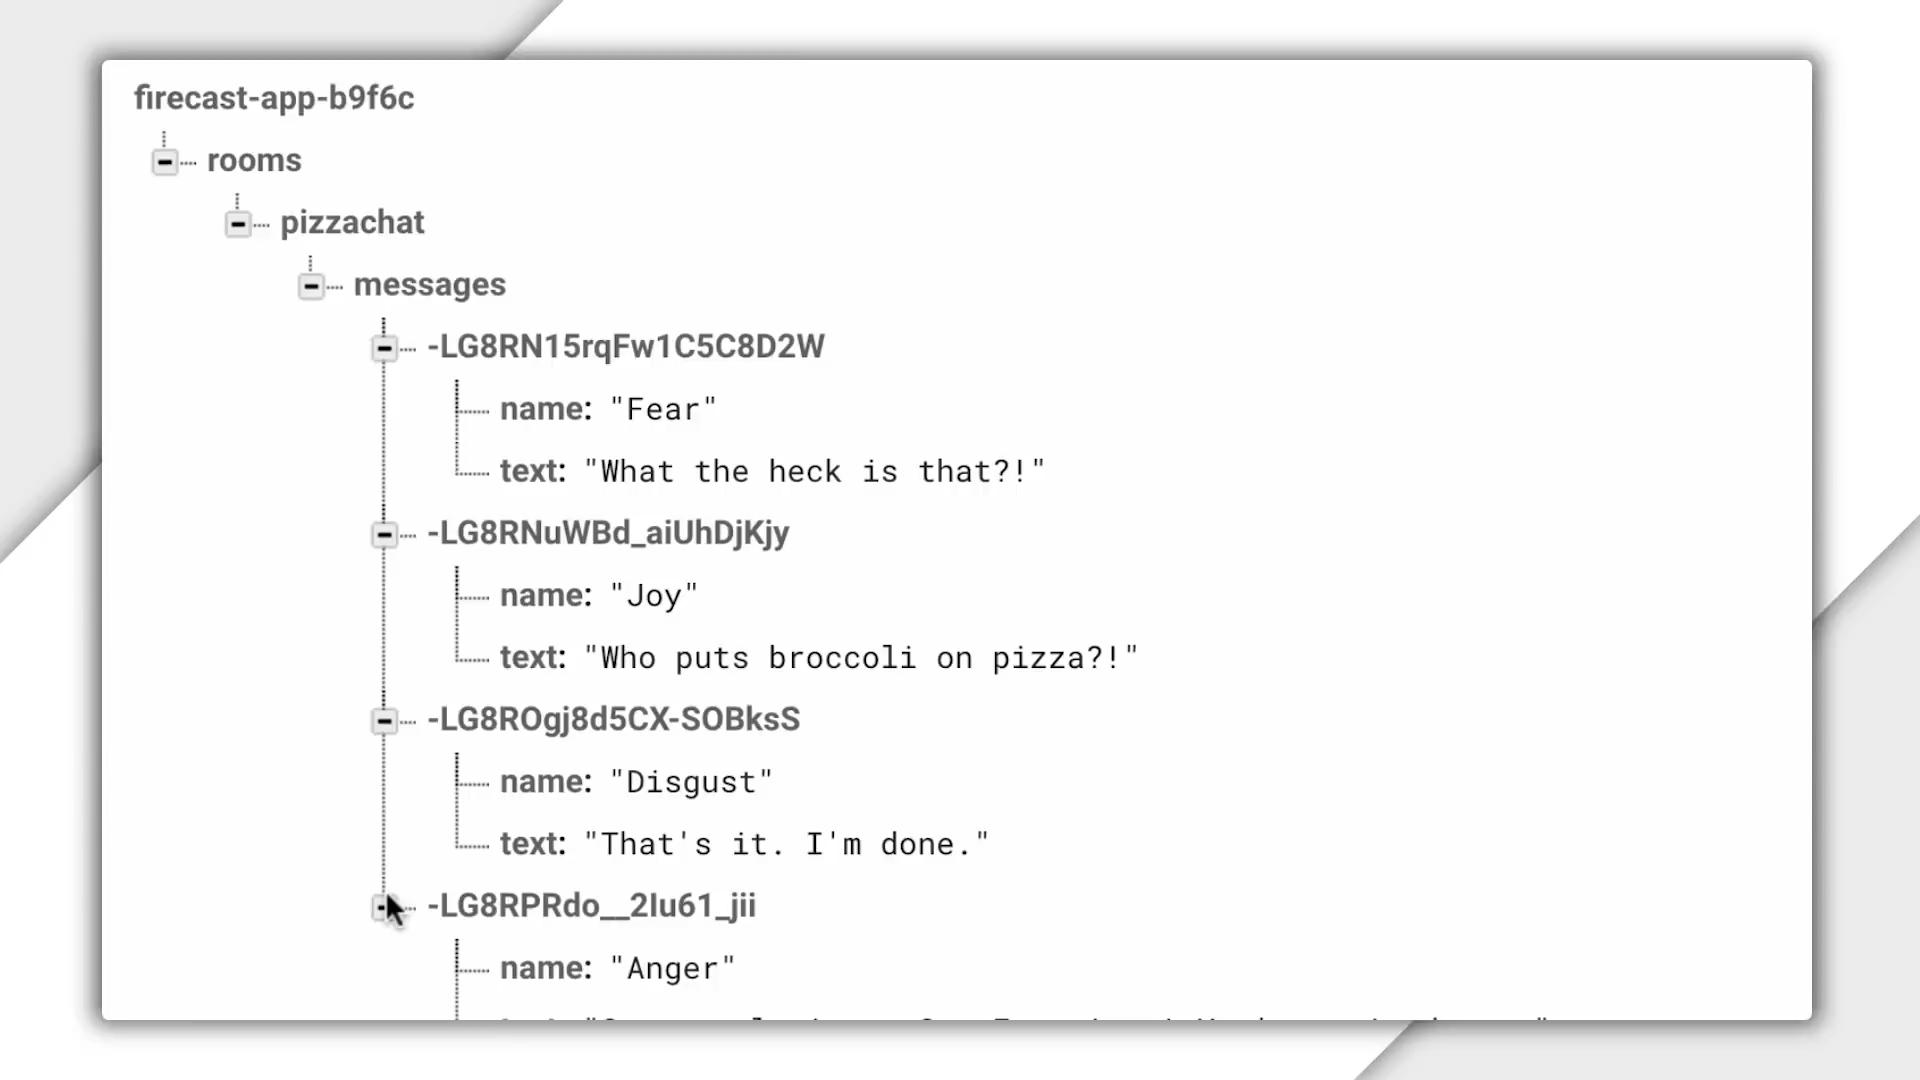 firecast-app-b9f6c
rooms
pizzachat
messages
-LG8RN15rqFw1C5C8D2W
name: "Fear"
text: "What the heck is that?!"
-LG8RNuWBd_aiUhDjKjy
name: "Joy"
text: "Who puts broccoli on pizza?!"
-LG8ROgj8d5CX-SOBksS
name: "Disgust"
text: "That's it. I'm done."
-LG8RPRdo__2Iu61_jii
name: "Anger"